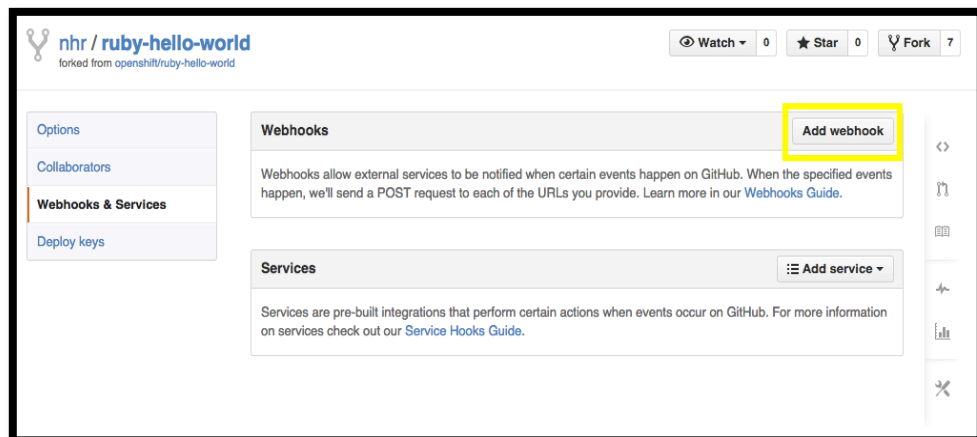 nhr / ruby-hello-world
forked from openshift/ruby-hello-world
Watch 0
Star 0
Fork 7
Options
Collaborators
Webhooks & Services
Deploy keys
Webhooks
Add webhook
Webhooks allow external services to be notified when certain events happen on GitHub. When the specified events
happen, we'll send a POST request to each of the URLs you provide. Learn more in our Webhooks Guide.
Services
Add service
Services are pre-built integrations that perform certain actions when events occur on GitHub. For more information
on services check out our Service Hooks Guide.